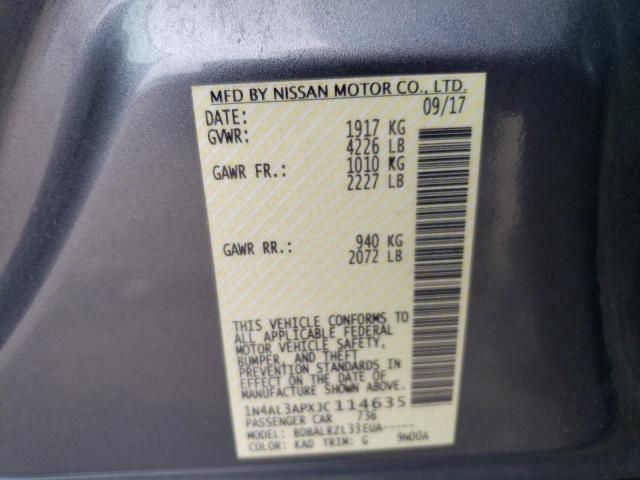 MFD BY NISSAN MOTOR CO., LTD.
DATE: 09/17
GVWR: 1917 KG
4226 LB
GAWR FR.: 1010 KG
2227 LB
GAWR RR.: 940 KG
2072 LB
THIS VEHICLE CONFORMS TO
ALL APPLICABLE FEDERAL
MOTOR VEHICLE SAFETY,
BUMPER, AND THEFT
PREVENTION STANDARDS IN
EFFECT ON THE DATE OF
MANUFACTURE SHOWN ABOVE.
1N4AL3APXJC114635
PASSENGER CAR 736
MODEL: BDBALRZL33EUA-----
COLOR: KAD TRIM: G 9N00A